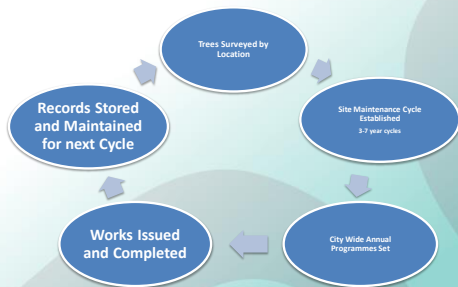 Trees Surveyed by
Location
Site Maintenance Cycle
Established
3-7 year cycles
City Wide Annual
Programmes Set
Works Issued
and Completed
Records Stored
and Maintained
for next Cycle